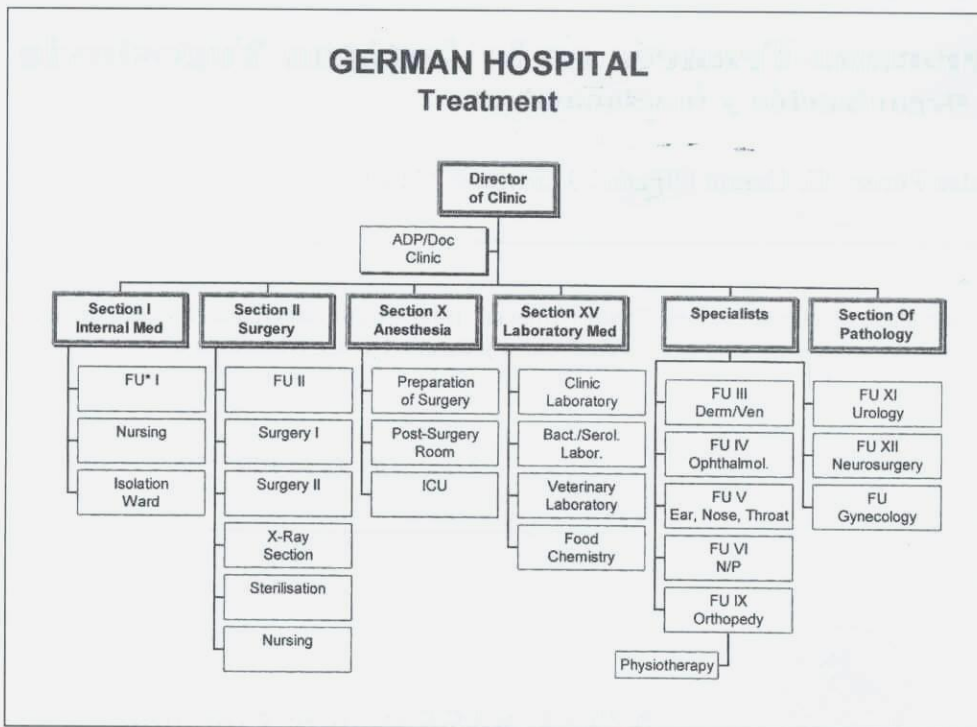 GERMAN HOSPITAL
Treatment
Director
of Clinic
ADP/Doc
Clinic
Section I
Internal Med
Section II
Surgery
Section X
Anesthesia
Section XV
Laboratory Med
Specialists
Section Of
Pathology
FU* I
Nursing
Isolation
Ward
FU II
Surgery I
Surgery II
X-Ray
Section
Sterilisation
Nursing
Preparation
of Surgery
Post-Surgery
Room
ICU
Clinic
Laboratory
Bact./Serol.
Labor.
Veterinary
Laboratory
Food
Chemistry
FU III
Derm/Ven
FU IV
Ophthalmol.
FU V
Ear, Nose, Throat
FU VI
N/P
FU IX
Orthopedy
Physiotherapy
FU XI
Urology
FU XII
Neurosurgery
FU
Gynecology